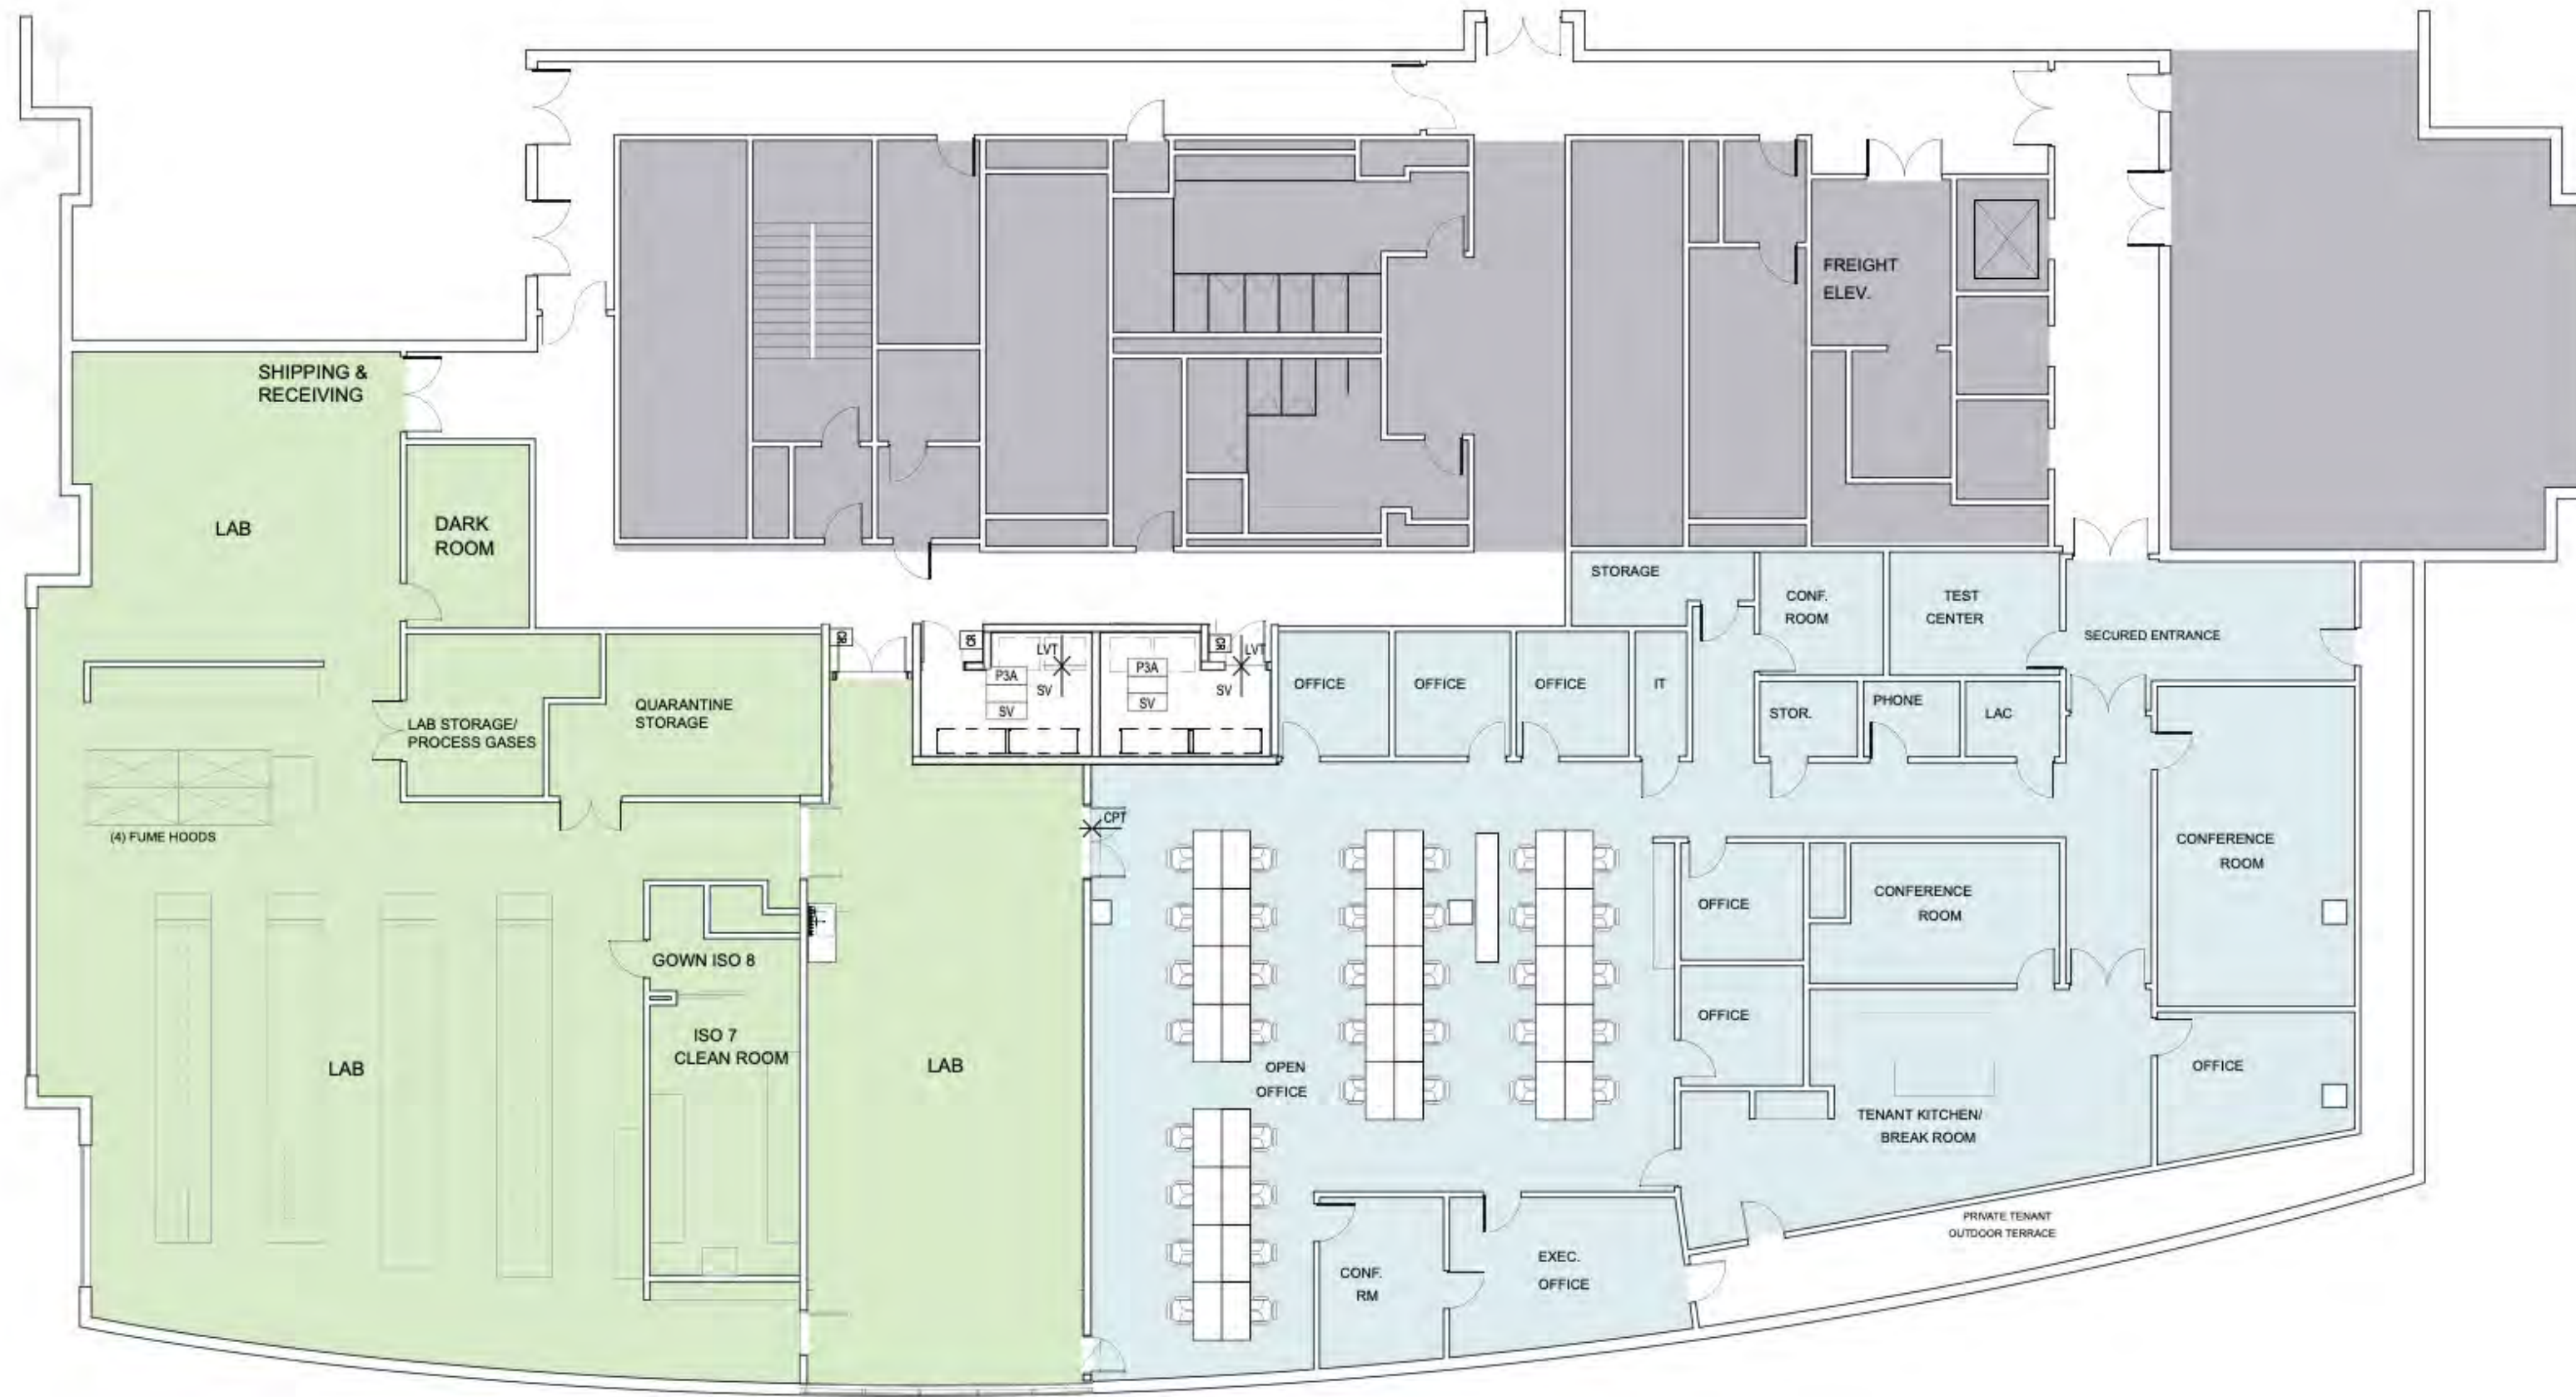 FREIGHT
ELEV.
SHIPPING &
RECEIVING
LAB
DARK
ROOM
STORAGE
CONF.
ROOM
TEST
CENTER
SECURED ENTRANCE
LVT
P3A
SV
SV
P3A
SV
LVT
SV
OFFICE
OFFICE
OFFICE
IT
STOR.
PHONE
LAC
LAB STORAGE/
PROCESS GASES
QUARANTINE
STORAGE
(4) FUME HOODS
CPT
CONFERENCE
ROOM
CONFERENCE
ROOM
OFFICE
GOWN ISO 8
OFFICE
ISO 7
CLEAN ROOM
LAB
LAB
OPEN
OFFICE
OFFICE
TENANT KITCHEN/
BREAK ROOM
PRIVATE TENANT
OUTDOOR TERRACE
CONF.
RM
EXEC.
OFFICE